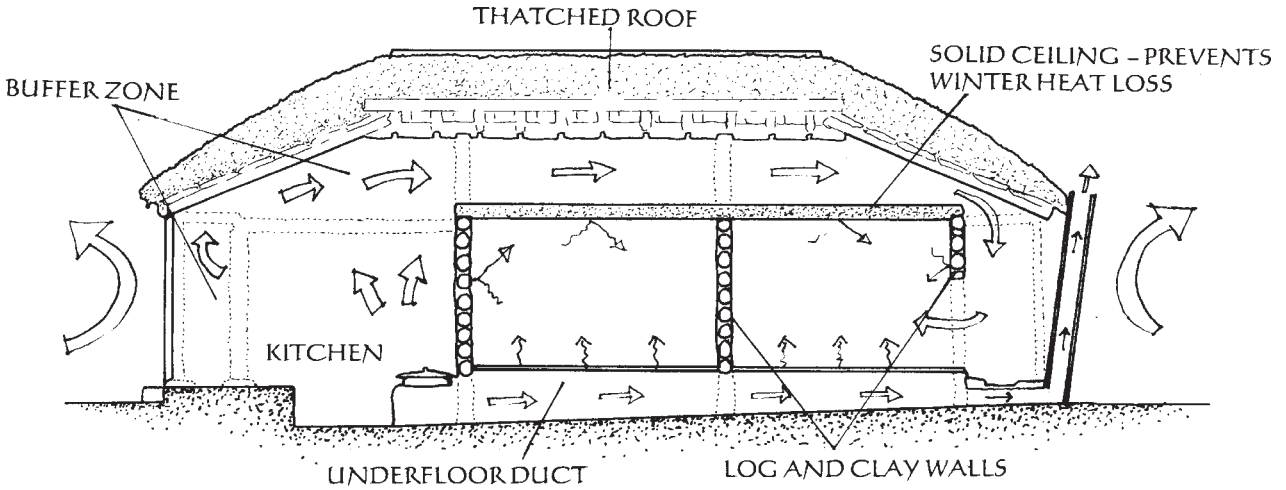 THATCHED ROOF
BUFFER ZONE
SOLID CEILING – PREVENTS
WINTER HEAT LOSS
KITCHEN
UNDERFLOOR DUCT
LOG AND CLAY WALLS